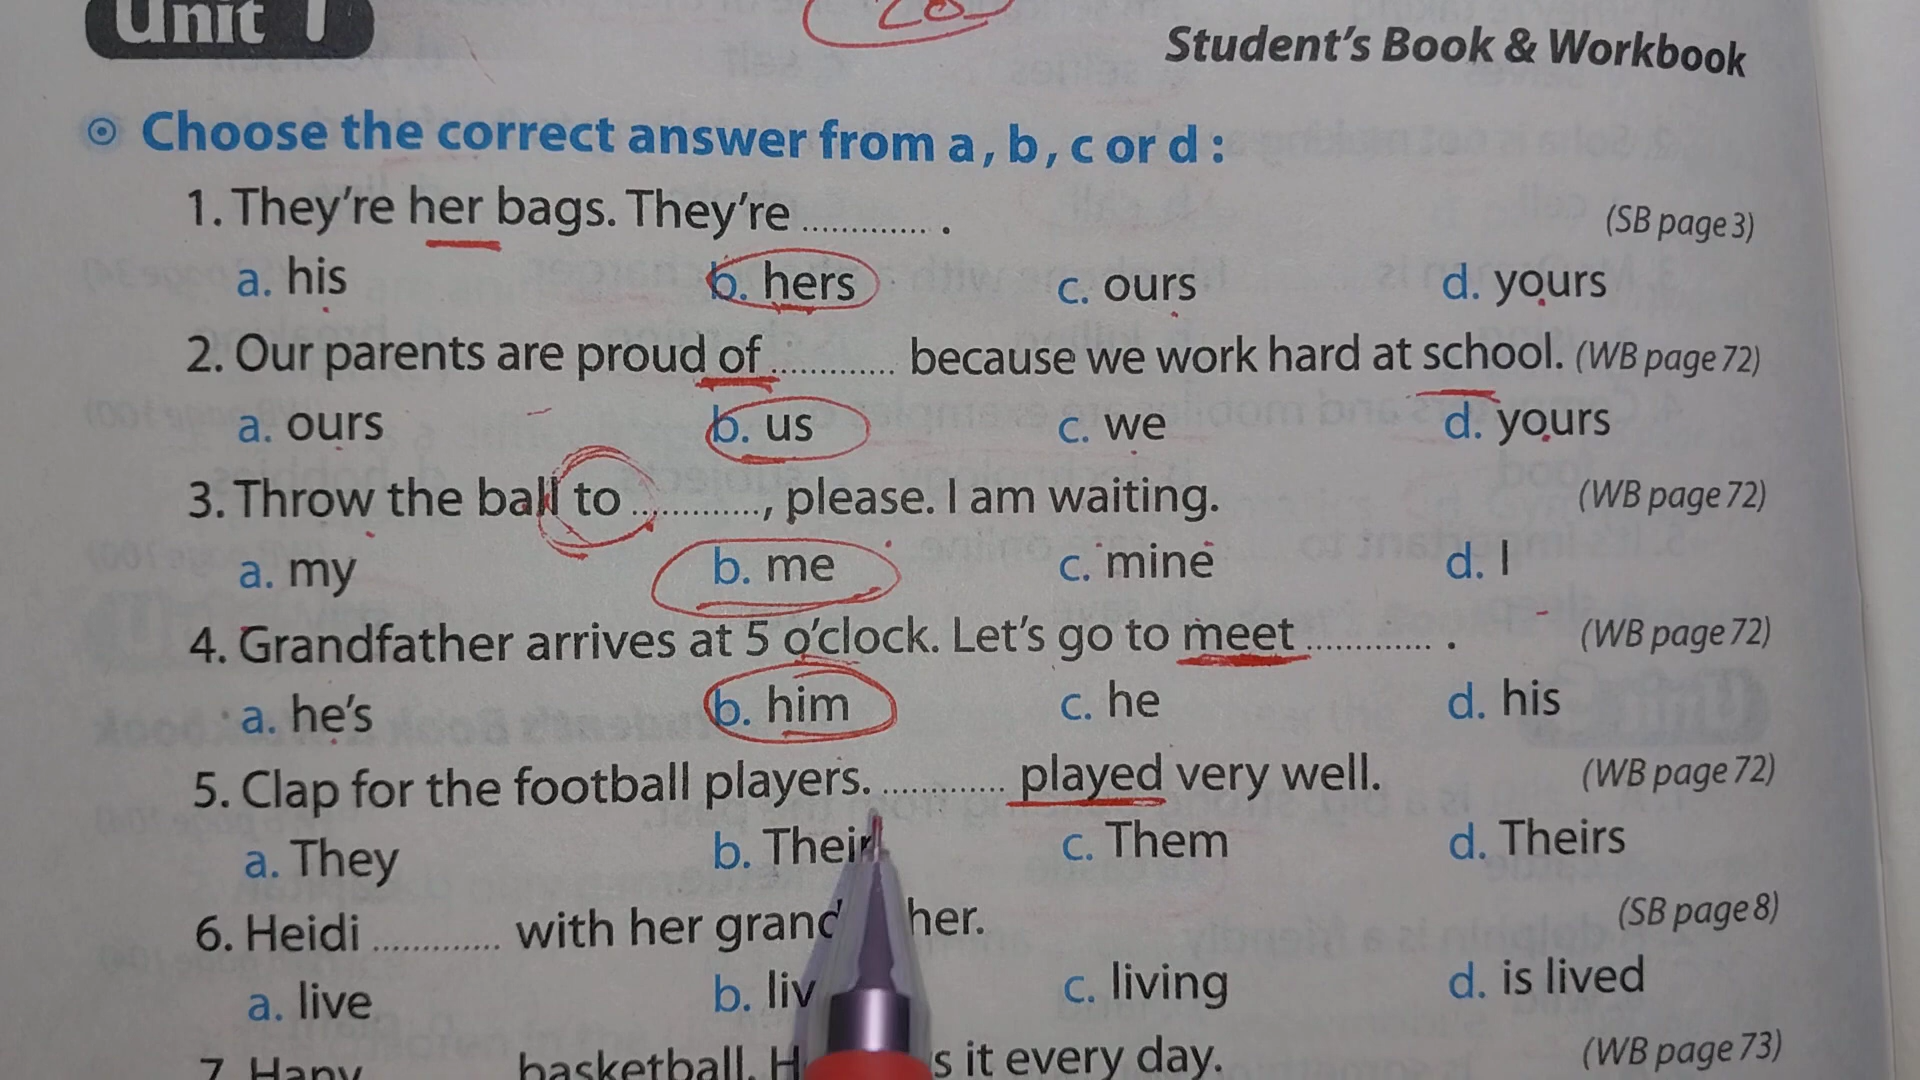 Unit 1
Student's Book & Workbook
Choose the correct answer from a, b, c or d :
1. They're her bags. They're ............. . (SB page 3)
a. his b. hers c. ours d. yours
2. Our parents are proud of ............. because we work hard at school. (WB page 72)
a. ours b. us c. we d. yours
3. Throw the ball to ............., please. I am waiting. (WB page 72)
a. my b. me c. mine d. I
4. Grandfather arrives at 5 o'clock. Let's go to meet ............. . (WB page 72)
a. he's b. him c. he d. his
5. Clap for the football players. ............. played very well. (WB page 72)
a. They b. Their c. Them d. Theirs
6. Heidi ............. with her (SB page 8)
a. live b. c. living d. is lived
7. Hany basketball. it every day. (WB page 73)